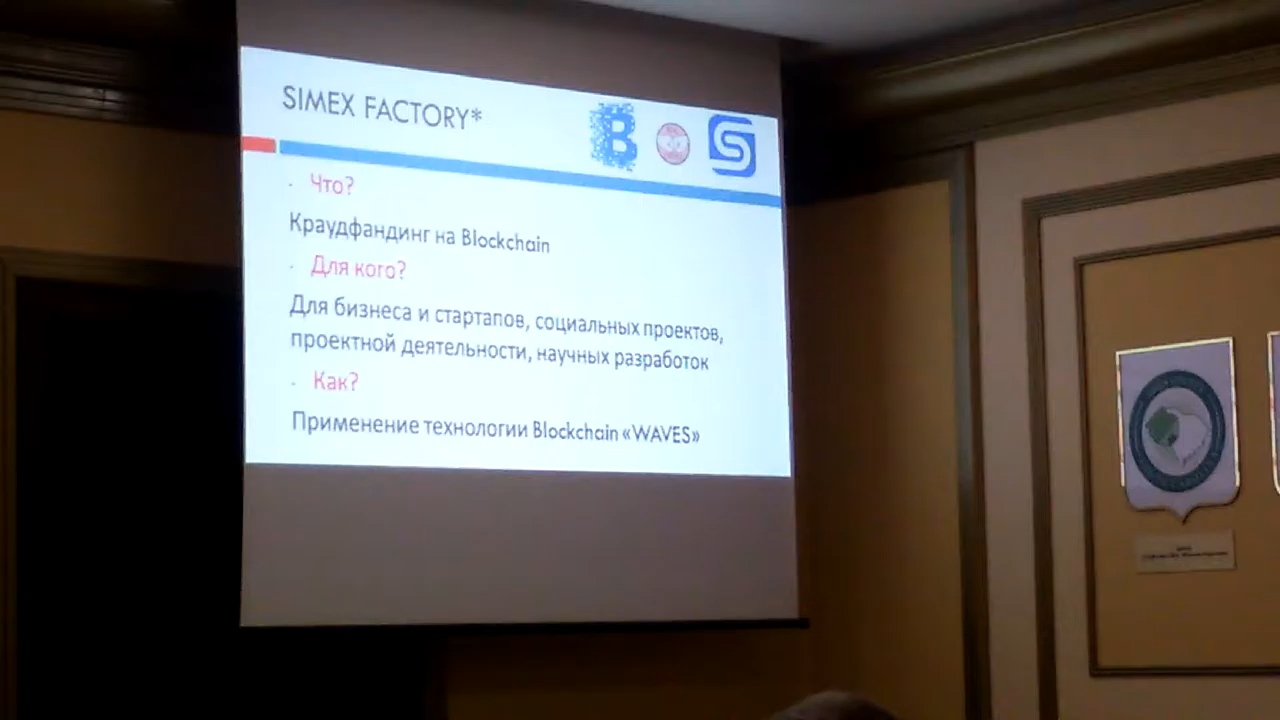 SIMEX FACTORY*
B
S
· Что?
Краудфандинг на Blockchain
· Для кого?
Для бизнеса и стартапов, социальных проектов,
проектной деятельности, научных разработок
· Как?
Применение технологии Blockchain «WAVES»